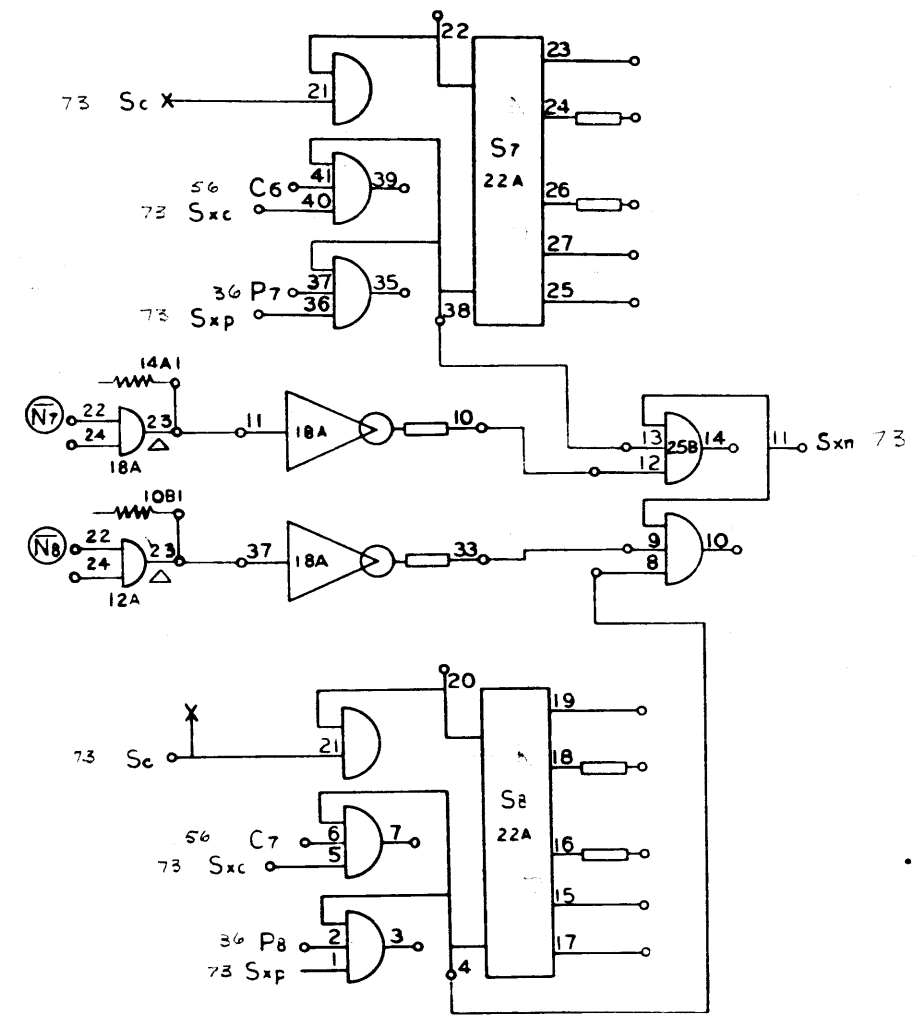 22
23
21
73 Sc
24
S7
22A
41
39
56 C6
40
73 Sxc
26
27
37
35
36 P7
36
73 Sxp
25
38
14A1
N̅7
22
23
24
18A
11
18A
10
13
25B
14
12
11
Sxn 73
10B1
N̅8
22
23
24
12A
37
18A
33
9
10
8
20
19
21
73 Sc
18
S8
22A
6
7
56 C7
5
73 Sxc
16
15
2
3
36 P8
1
73 Sxp
17
4